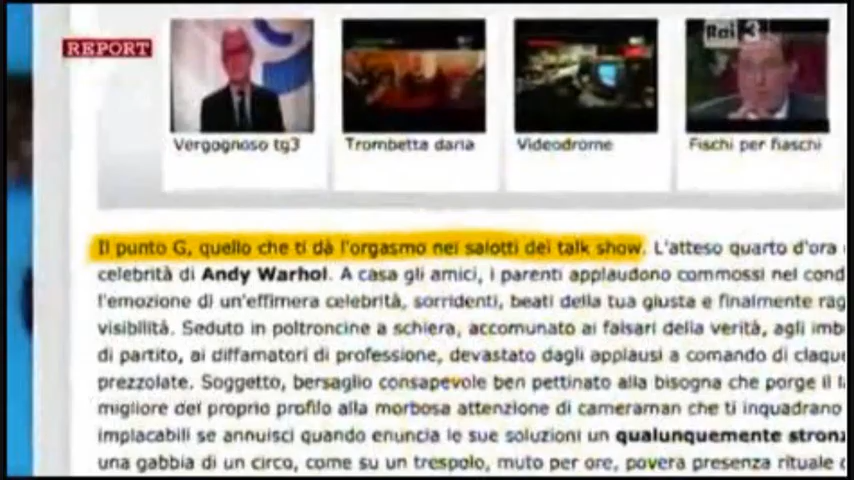 REPORT
Rai 3
Vergognoso tg3
Trombetta daria
Videodrome
Fischi per fiaschi
Il punto G, quello che ti dà l'orgasmo nei salotti dei talk show. L'atteso quarto d'ora
celebrità di Andy Warhol. A casa gli amici, i parenti applaudono commossi nel cond
l'emozione di un'effimera celebrità, sorridenti, beati della tua giusta e finalmente rag
visibilità. Seduto in poltroncine a schiera, accomunato ai falsari della verità, agli imb
di partito, ai diffamatori di professione, devastato dagli applausi a comando di claque
prezzolate. Soggetto, bersaglio consapevole ben pettinato alla bisogna che porge il
migliore del proprio profilo alla morbosa attenzione di cameraman che ti inquadrano
implacabili se annuisci quando enuncia le sue soluzioni un qualunquemente stronz
una gabbia di un circo, come su un trespolo, muto per ore, povera presenza rituale